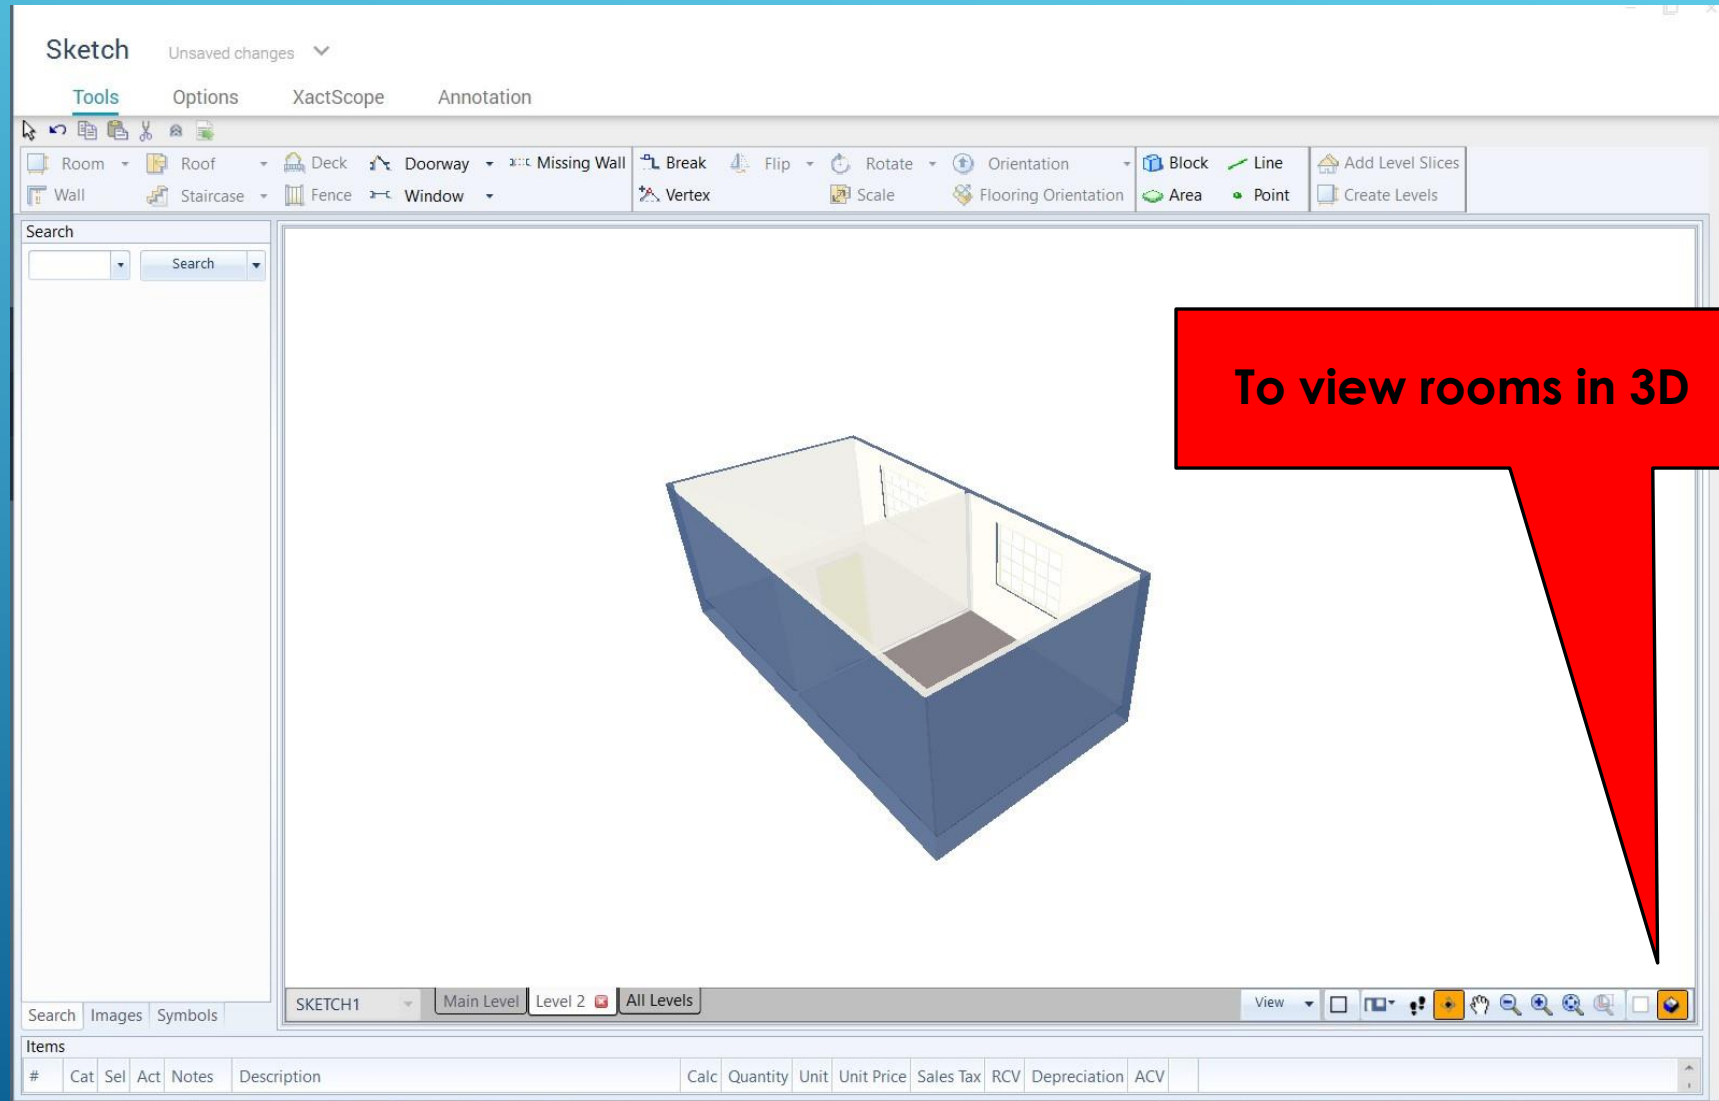 Sketch Unsaved changes
Tools Options XactScope Annotation
Room Roof Deck Doorway Missing Wall Break Flip Rotate Orientation Block Line Add Level Slices
Wall Staircase Fence Window Vertex Scale Flooring Orientation Area Point Create Levels
Search
Search
To view rooms in 3D
SKETCH1 Main Level Level 2 All Levels View
Search Images Symbols
Items
# Cat Sel Act Notes Description Calc Quantity Unit Unit Price Sales Tax RCV Depreciation ACV